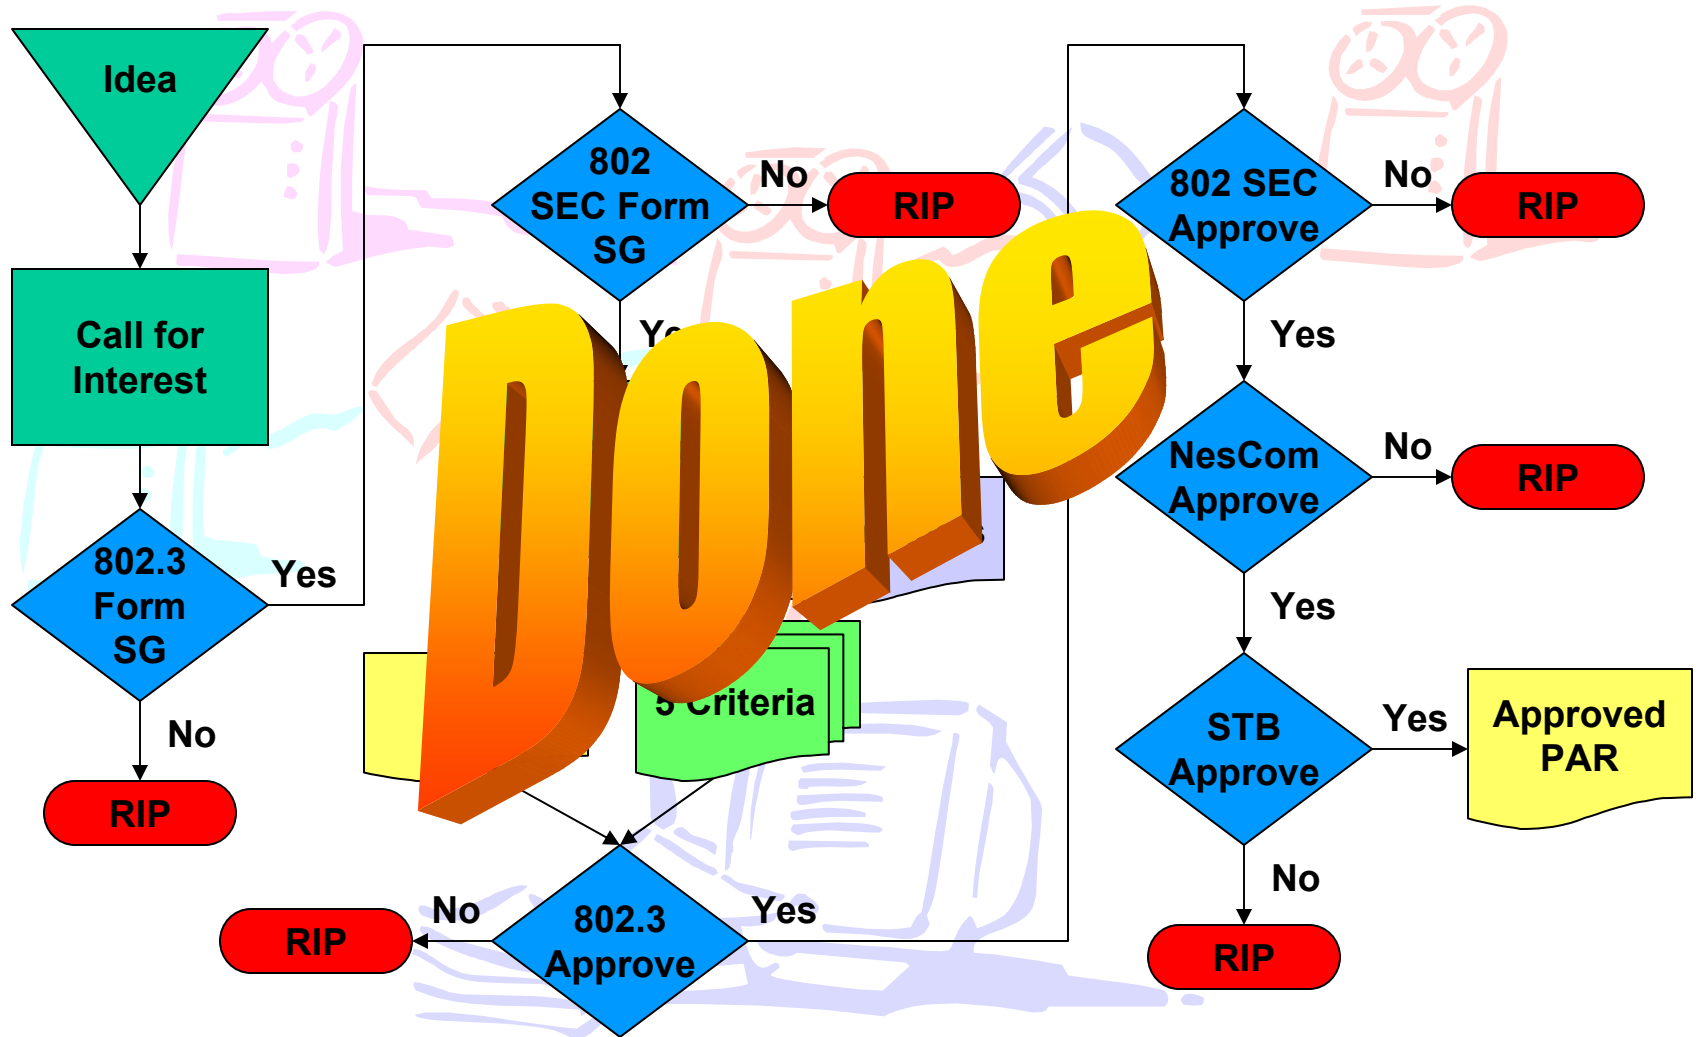 Idea
Call for
Interest
802.3
Form
SG
Yes
No
RIP
802
SEC Form
SG
No
RIP
Done
5 Criteria
802.3
Approve
No
RIP
Yes
802 SEC
Approve
No
RIP
Yes
NesCom
Approve
No
RIP
Yes
STB
Approve
Yes
Approved
PAR
No
RIP